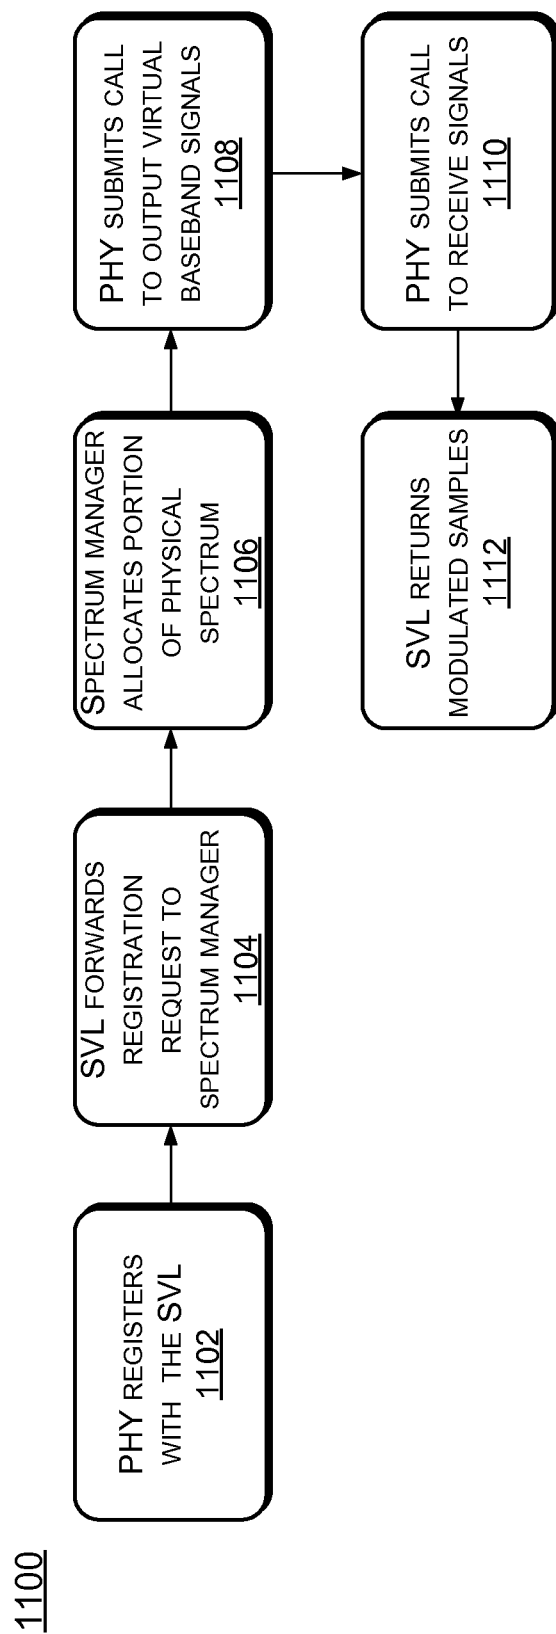 1100
PHY REGISTERS
WITH THE SVL
1102
SVL FORWARDS
REGISTRATION
REQUEST TO
SPECTRUM MANAGER
1104
SPECTRUM MANAGER
ALLOCATES PORTION
OF PHYSICAL
SPECTRUM
1106
PHY SUBMITS CALL
TO OUTPUT VIRTUAL
BASEBAND SIGNALS
1108
PHY SUBMITS CALL
TO RECEIVE SIGNALS
1110
SVL RETURNS
MODULATED SAMPLES
1112